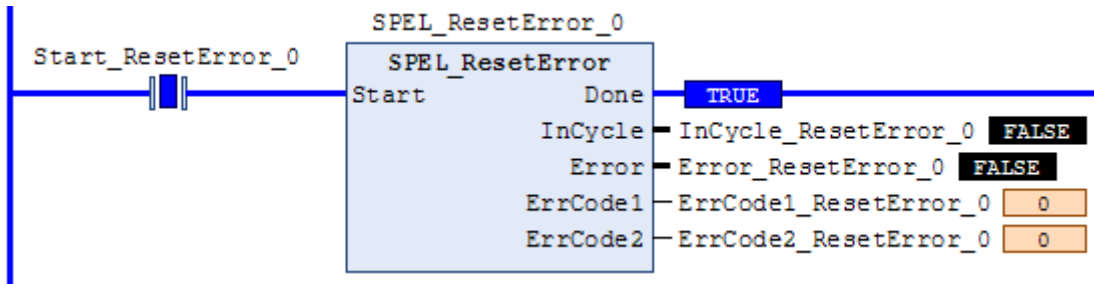 SPEL_ResetError_0
Start_ResetError_0
SPEL_ResetError
Start Done TRUE
InCycle InCycle_ResetError_0 FALSE
Error Error_ResetError_0 FALSE
ErrCode1 ErrCode1_ResetError_0 0
ErrCode2 ErrCode2_ResetError_0 0